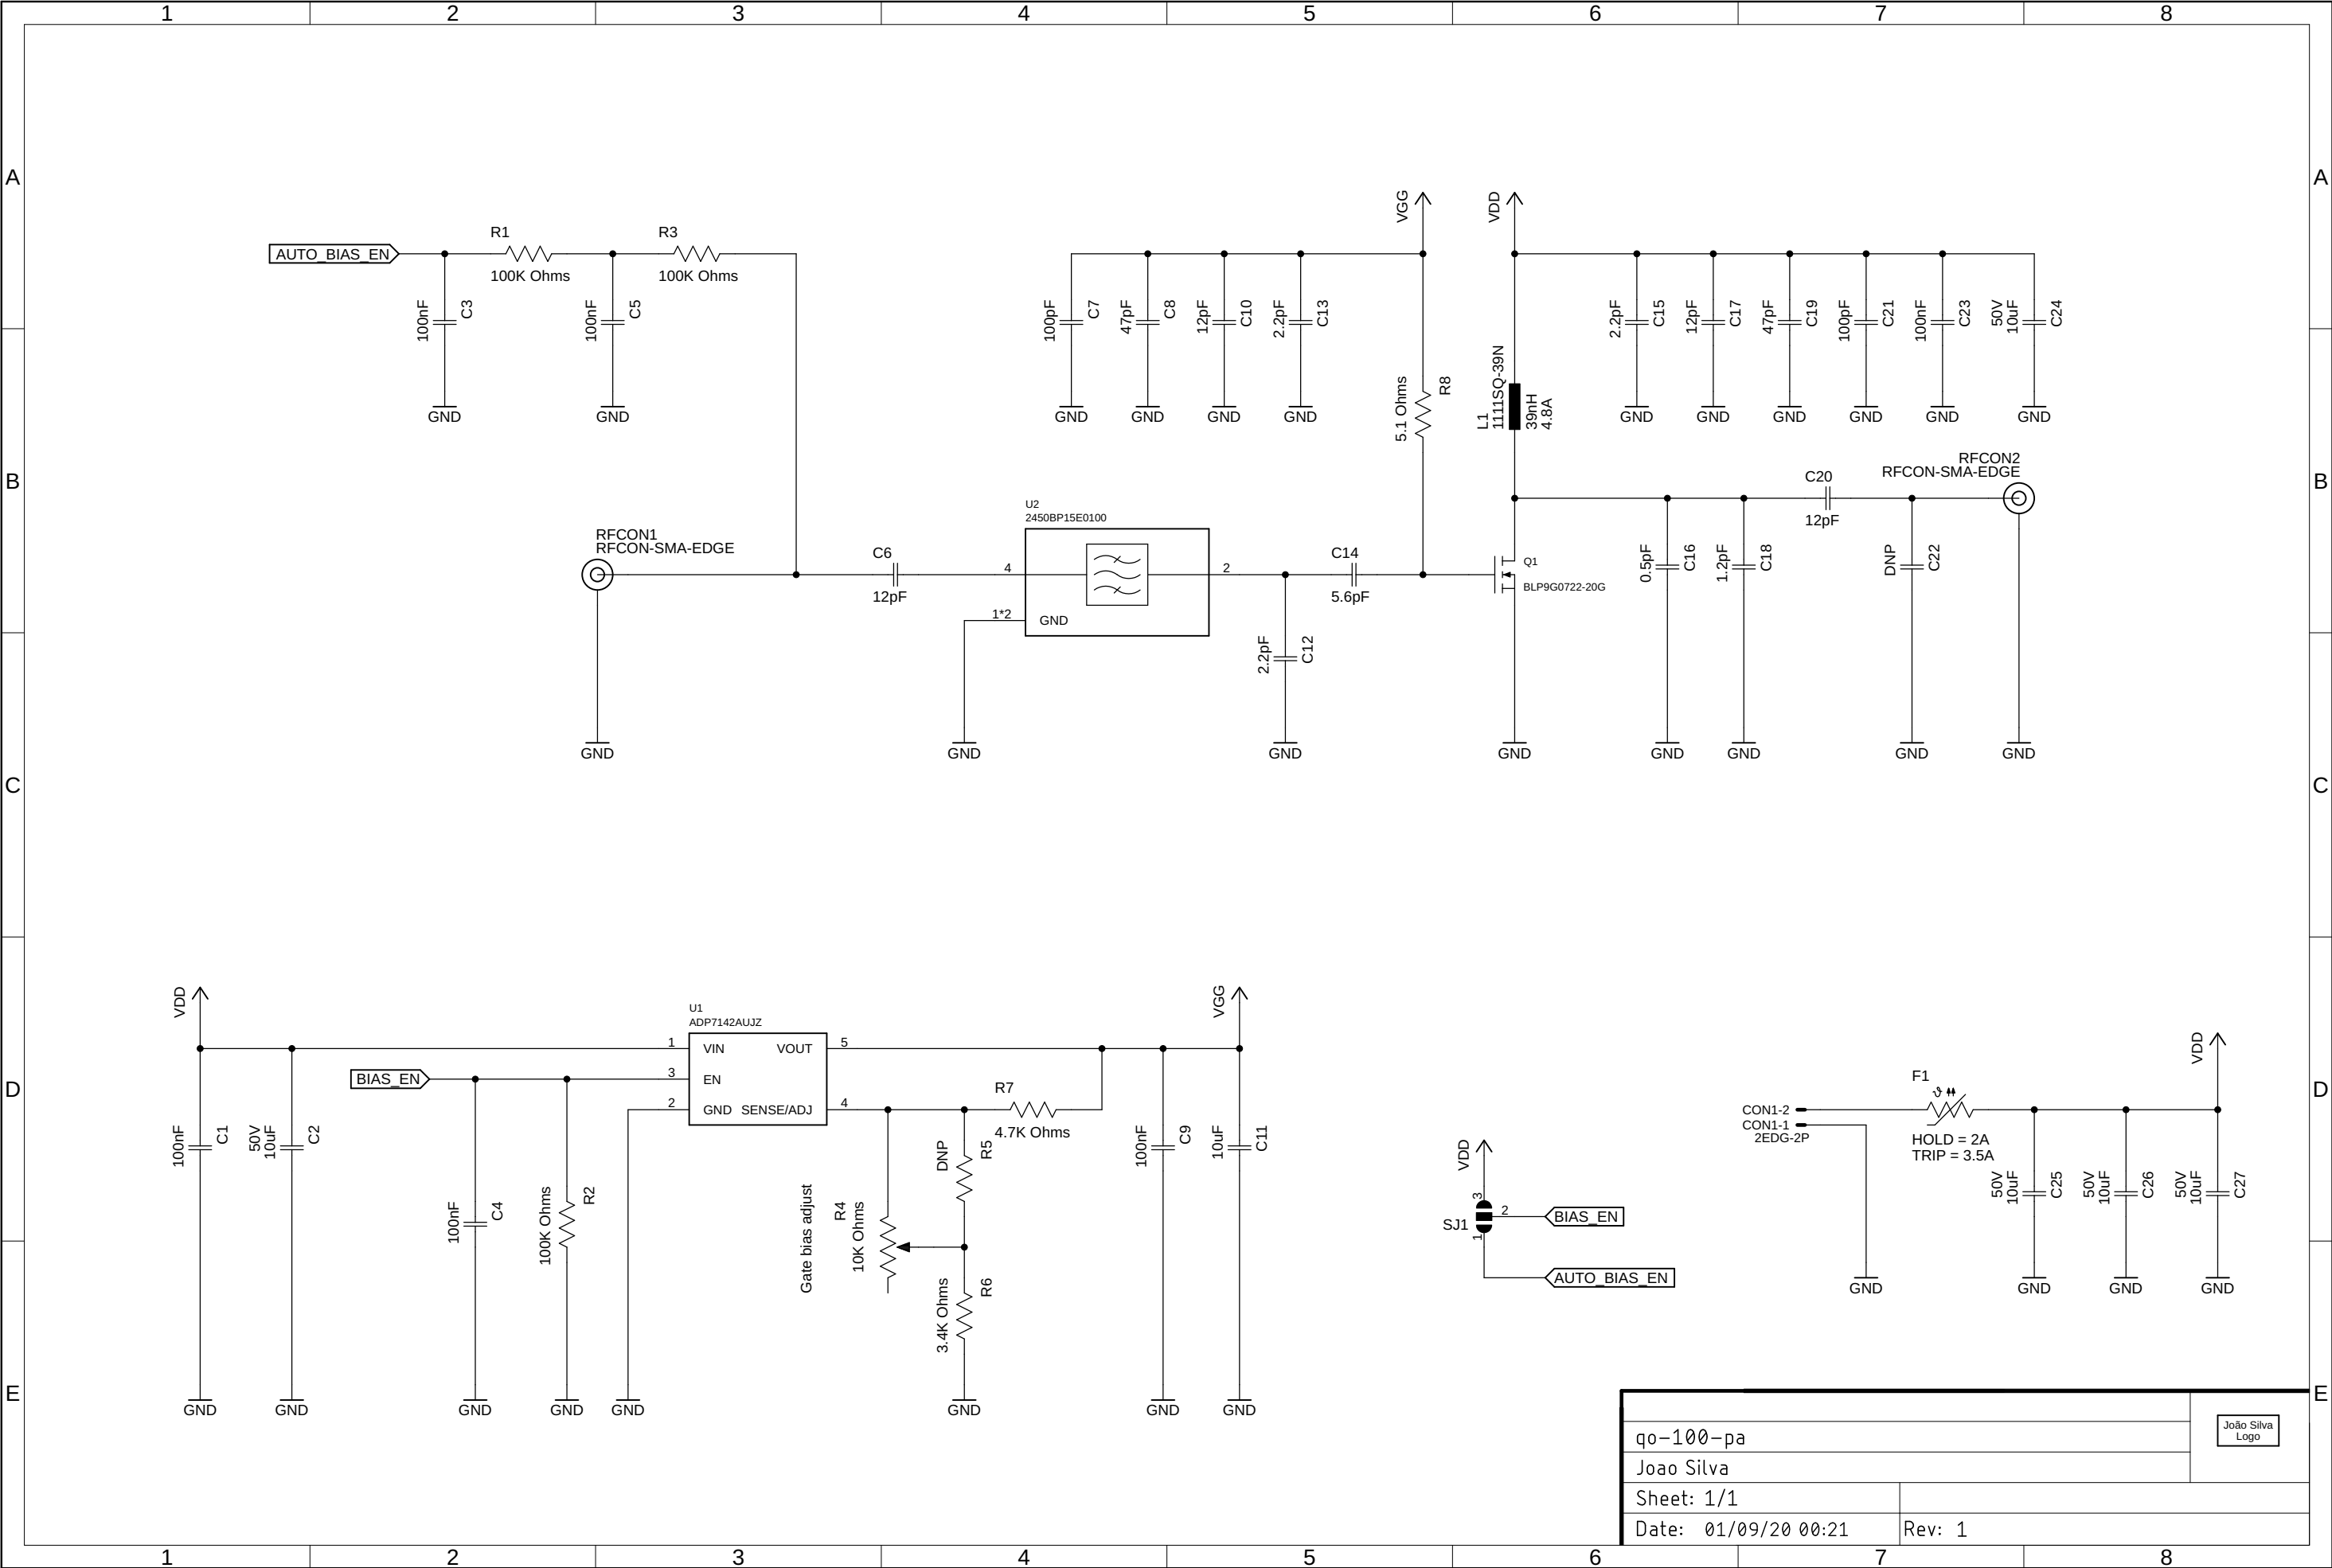 1 2 3 4 5 6 7 8
A A
VGG
VDD
AUTO_BIAS_EN
R1
100K Ohms
R3
100K Ohms
100nF
C3
GND
100nF
C5
GND
100pF
C7
GND
47pF
C8
GND
12pF
C10
GND
2.2pF
C13
GND
5.1 Ohms
R8
L1
1111SQ-39N
39nH
4.8A
2.2pF
C15
GND
12pF
C17
GND
47pF
C19
GND
100pF
C21
GND
100nF
C23
GND
50V
10uF
C24
GND
B B
RFCON1
RFCON-SMA-EDGE
GND
C6
12pF
U2
2450BP15E0100
4
2
1*2
GND
GND
C14
5.6pF
2.2pF
C12
GND
Q1
BLP9G0722-20G
GND
0.5pF
C16
GND
1.2pF
C18
GND
C20
12pF
DNP
C22
GND
RFCON2
RFCON-SMA-EDGE
GND
C C
VDD
100nF
C1
GND
50V
10uF
C2
GND
BIAS_EN
100nF
C4
GND
100K Ohms
R2
GND
GND
U1
ADP7142AUJZ
1
VIN
VOUT
5
3
EN
2
GND
SENSE/ADJ
4
R7
4.7K Ohms
Gate bias adjust
R4
10K Ohms
DNP
R5
3.4K Ohms
R6
GND
100nF
C9
GND
VGG
10uF
C11
GND
D D
VDD
3
SJ1
2
1
BIAS_EN
AUTO_BIAS_EN
CON1-2
CON1-1
2EDG-2P
GND
F1
ϑ
HOLD = 2A
TRIP = 3.5A
50V
10uF
C25
GND
50V
10uF
C26
GND
VDD
50V
10uF
C27
GND
E E
João Silva
Logo
qo-100-pa
Joao Silva
Sheet: 1/1
Date: 01/09/20 00:21
Rev: 1
1 2 3 4 5 6 7 8